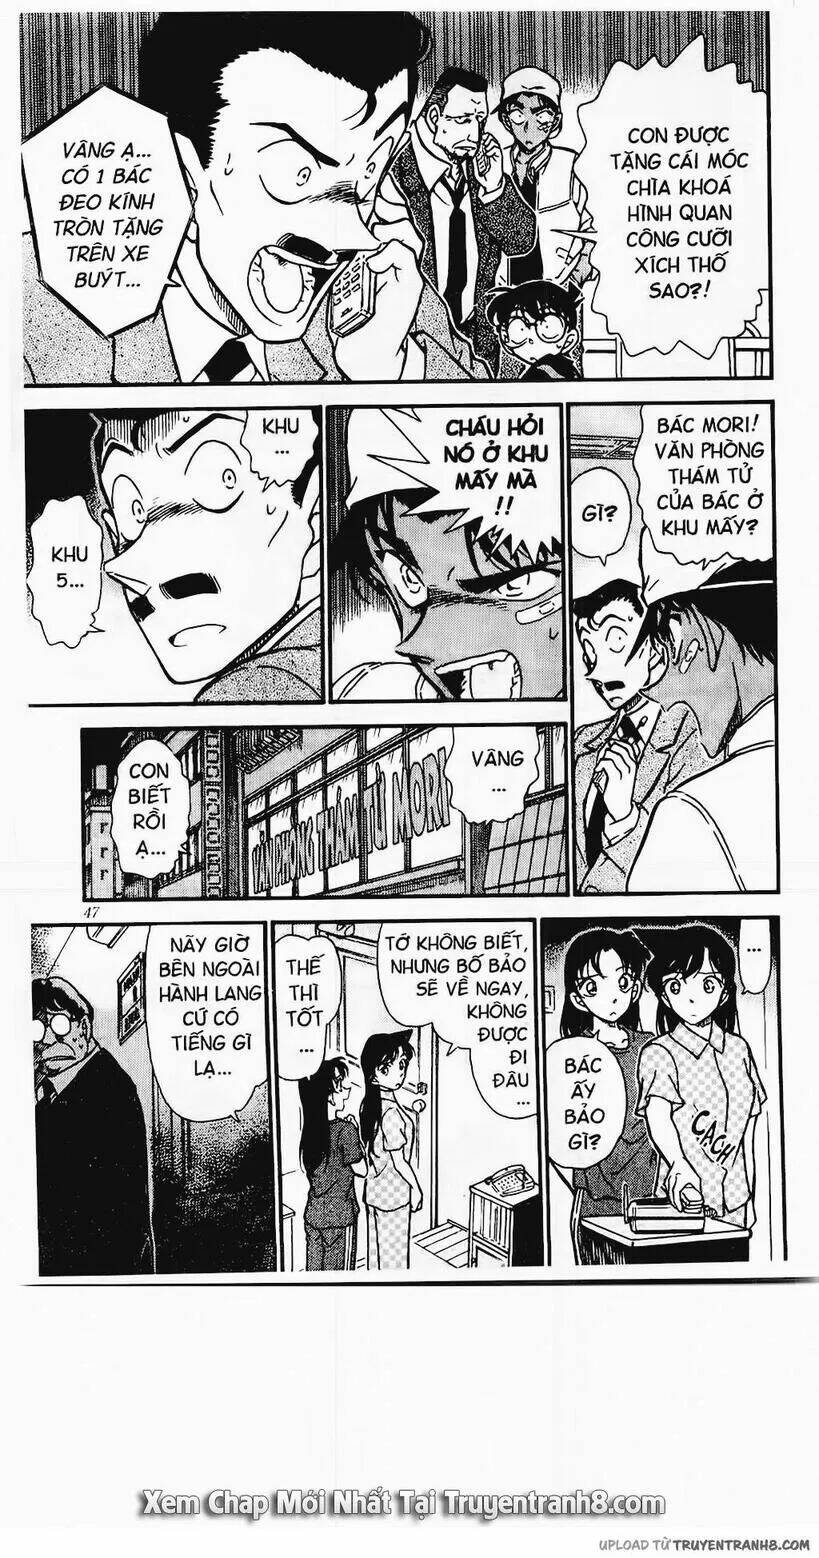 CON ĐƯỢC
TẶNG CÁI MÓC
CHÌA KHOÁ
HÌNH QUAN
CÔNG CƯỠI
XÍCH THỐ
SAO?!
VÂNG Ạ...
CÓ 1 BÁC
ĐEO KÍNH
TRÒN TẶNG
TRÊN XE
BUÝT...
BÁC MORI!
VĂN PHÒNG
THÁM TỬ
CỦA BÁC Ở
KHU MẤY?
GÌ?
CHÁU HỎI
NÓ Ở KHU
MẤY MÀ
!!
KHU
...
KHU
5...
VÂNG
...
VĂN PHÒNG THÁM TỬ MORI
CON
BIẾT
RỒI
Ạ...
47
...
CẠCH
BÁC
ẤY
BẢO
GÌ?
TỚ KHÔNG BIẾT,
NHƯNG BỐ BẢO
SẼ VỀ NGAY,
KHÔNG
ĐƯỢC
ĐI
ĐÂU
...
THẾ
THÌ
TỐT
...
NÃY GIỜ
BÊN NGOÀI
HÀNH LANG
CỨ CÓ
TIẾNG GÌ
LẠ...
Xem Chap Mới Nhất Tại Truyentranh8.com
UPLOAD TỪ TRUYENTRANH8.COM